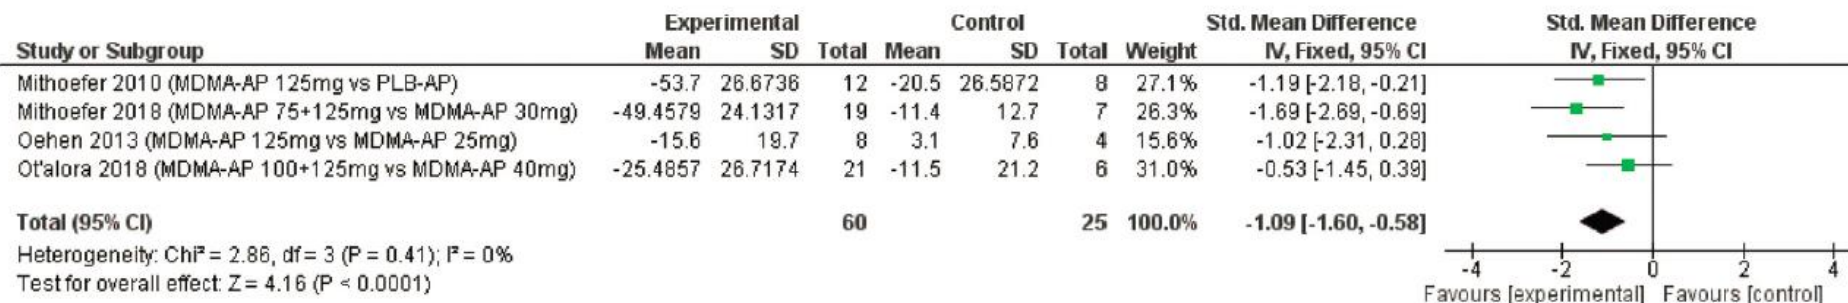 Experimental Control Std. Mean Difference Std. Mean Difference
Study or Subgroup Mean SD Total Mean SD Total Weight IV, Fixed, 95% CI IV, Fixed, 95% CI
Mithoefer 2010 (MDMA-AP 125mg vs PLB-AP) -53.7 26.6736 12 -20.5 26.5872 8 27.1% -1.19 [-2.18, -0.21]
Mithoefer 2018 (MDMA-AP 75+125mg vs MDMA-AP 30mg) -49.4579 24.1317 19 -11.4 12.7 7 26.3% -1.69 [-2.69, -0.69]
Oehen 2013 (MDMA-AP 125mg vs MDMA-AP 25mg) -15.6 19.7 8 3.1 7.6 4 15.6% -1.02 [-2.31, 0.28]
Ot'alora 2018 (MDMA-AP 100+125mg vs MDMA-AP 40mg) -25.4857 26.7174 21 -11.5 21.2 6 31.0% -0.53 [-1.45, 0.39]
Total (95% CI) 60 25 100.0% -1.09 [-1.60, -0.58]
Heterogeneity: Chi² = 2.86, df = 3 (P = 0.41); I² = 0%
Test for overall effect: Z = 4.16 (P < 0.0001)
-4 -2 0 2 4
Favours [experimental] Favours [control]